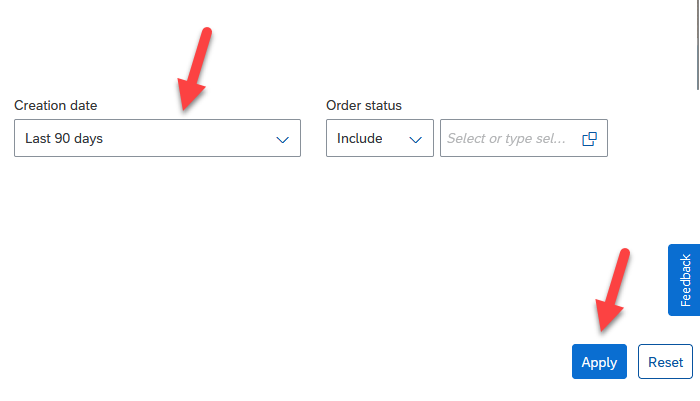 Creation date
Order status
Last 90 days
Include
Select or type sel...
Feedback
Apply
Reset